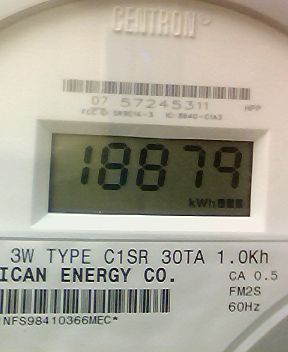 CENTRON
07 57245311
HPP
18879
kWh
3W TYPE C1SR 30TA 1.0Kh
ICAN ENERGY CO.
CA 0.5
FM2S
60Hz
NFS98410366MEC*